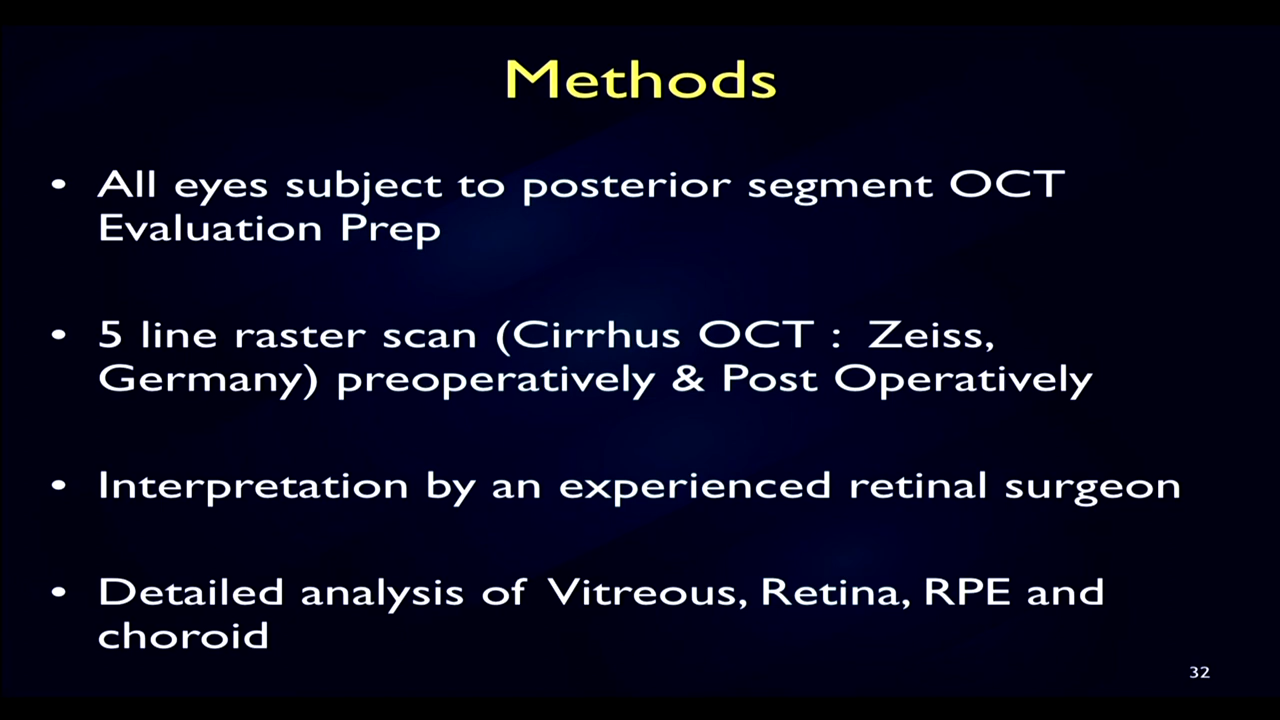 Methods
• All eyes subject to posterior segment OCT
Evaluation Prep
• 5 line raster scan (Cirrhus OCT : Zeiss,
Germany) preoperatively & Post Operatively
• Interpretation by an experienced retinal surgeon
• Detailed analysis of Vitreous, Retina, RPE and
choroid
32